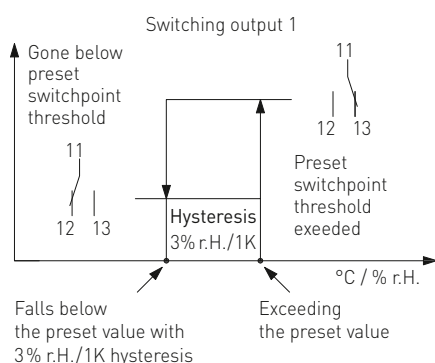 Switching output 1
Gone below
preset
switchpoint
threshold
11
12 13
11
12 13
Preset
switchpoint
threshold
exeeded
Hysteresis
3% r.H./1K
°C / % r.H.
Falls below
the preset value with
3% r.H./1K hysteresis
Exceeding
the preset value